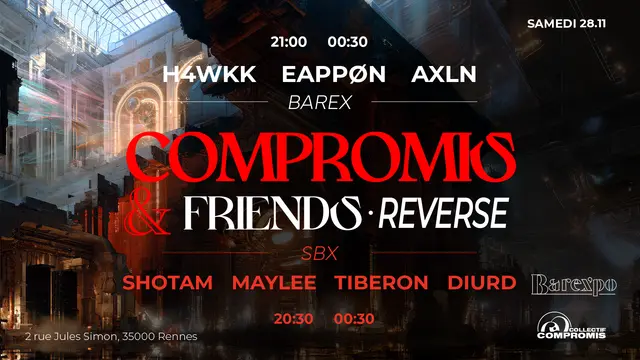 SAMEDI 28.11
21:00 00:30
H4WKK EAPPØN AXLN
BAREX
COMPROMIS
& FRIENDS · REVERSE
SBX
SHOTAM MAYLEE TIBERON DIURD
Barexpo
20:30 00:30
2 rue Jules Simon, 35000 Rennes
COLLECTIF
COMPROMIS